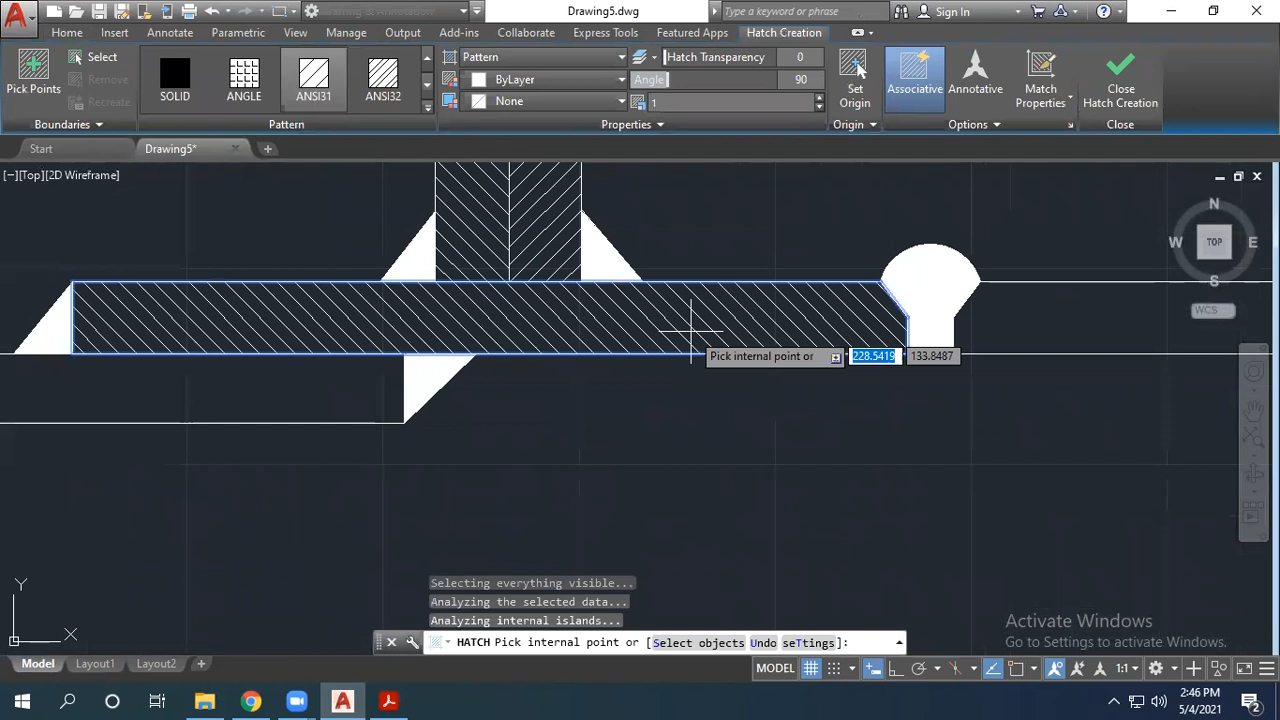 Drawing5.dwg
Type a keyword or phrase
Sign In
Home Insert Annotate Parametric View Manage Output Add-ins Collaborate Express Tools Featured Apps Hatch Creation
Pick Points
Select
Remove
Recreate
Boundaries
SOLID
ANGLE
ANSI31
ANSI32
Pattern
Pattern
ByLayer
None
Hatch Transparency 0
Angle 90
1
Properties
Set
Origin
Origin
Associative
Annotative
Match
Properties
Options
Close
Hatch Creation
Close
Start
Drawing5*
[−][Top][2D Wireframe]
N
W TOP E
S
WCS
Pick internal point or 228.5419 133.8487
Y
X
Selecting everything visible...
Analyzing the selected data...
Analyzing internal islands...
HATCH Pick internal point or [Select objects Undo seTtings]:
Activate Windows
Go to Settings to activate Windows.
Model Layout1 Layout2
MODEL
1:1
2:46 PM
5/4/2021
2